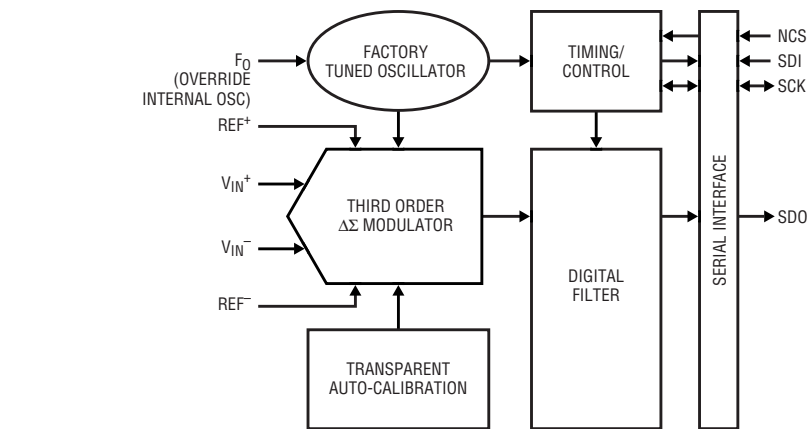 F0
(OVERRIDE
INTERNAL OSC)
REF+
VIN+
VIN−
REF−
FACTORY
TUNED OSCILLATOR
TIMING/
CONTROL
THIRD ORDER
ΔΣ MODULATOR
TRANSPARENT
AUTO-CALIBRATION
DIGITAL
FILTER
SERIAL INTERFACE
NCS
SDI
SCK
SDO